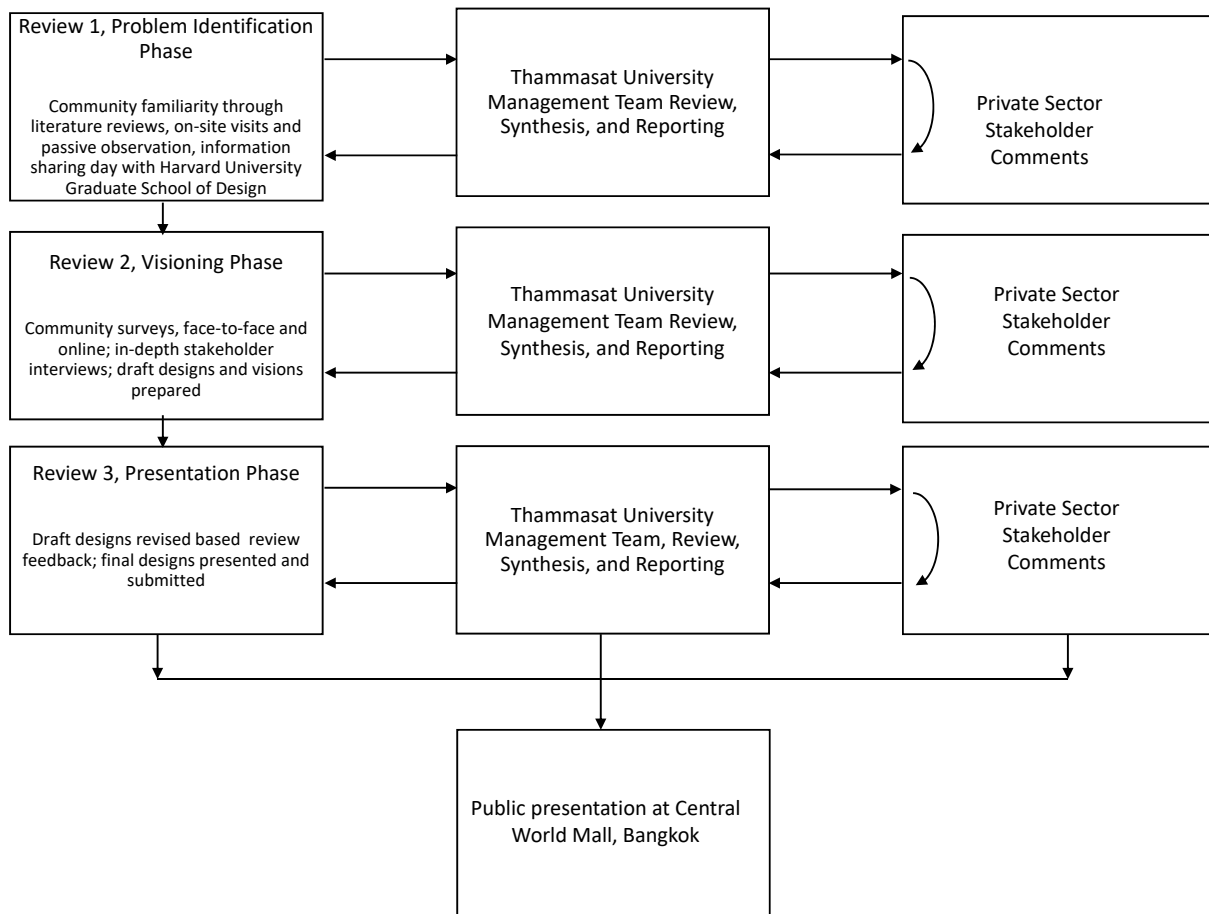 Review 1, Problem Identification
Phase
Community familiarity through
literature reviews, on-site visits and
passive observation, information
sharing day with Harvard University
Graduate School of Design
Thammasat University
Management Team Review,
Synthesis, and Reporting
Private Sector
Stakeholder
Comments
Review 2, Visioning Phase
Community surveys, face-to-face and
online; in-depth stakeholder
interviews; draft designs and visions
prepared
Thammasat University
Management Team Review,
Synthesis, and Reporting
Private Sector
Stakeholder
Comments
Review 3, Presentation Phase
Draft designs revised based review
feedback; final designs presented and
submitted
Thammasat University
Management Team, Review,
Synthesis, and Reporting
Private Sector
Stakeholder
Comments
Public presentation at Central
World Mall, Bangkok